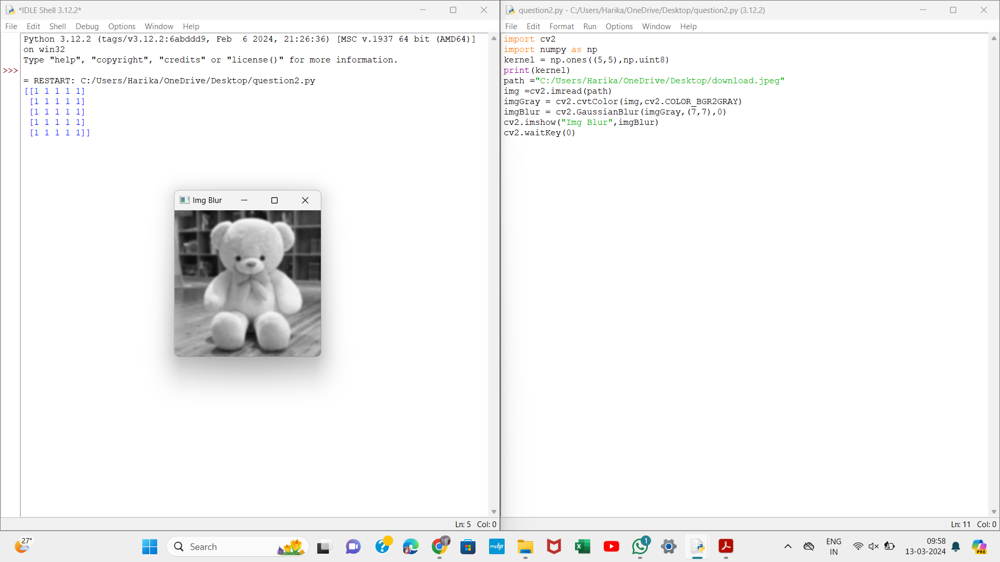 *IDLE Shell 3.12.2*
File Edit Shell Debug Options Window Help
Python 3.12.2 (tags/v3.12.2:6abddd9, Feb  6 2024, 21:26:36) [MSC v.1937 64 bit (AMD64)]
on win32
Type "help", "copyright", "credits" or "license()" for more information.
>>>
= RESTART: C:/Users/Harika/OneDrive/Desktop/question2.py
[[1 1 1 1 1]
 [1 1 1 1 1]
 [1 1 1 1 1]
 [1 1 1 1 1]
 [1 1 1 1 1]]
Img Blur
Ln: 5 Col: 0
question2.py - C:/Users/Harika/OneDrive/Desktop/question2.py (3.12.2)
File Edit Format Run Options Window Help
import cv2
import numpy as np
kernel = np.ones((5,5),np.uint8)
print(kernel)
path ="C:/Users/Harika/OneDrive/Desktop/download.jpeg"
img =cv2.imread(path)
imgGray = cv2.cvtColor(img,cv2.COLOR_BGR2GRAY)
imgBlur = cv2.GaussianBlur(imgGray,(7,7),0)
cv2.imshow("Img Blur",imgBlur)
cv2.waitKey(0)
Ln: 11 Col: 0
27°
Search
myhp
1
ENG
IN
09:58
13-03-2024
PRE